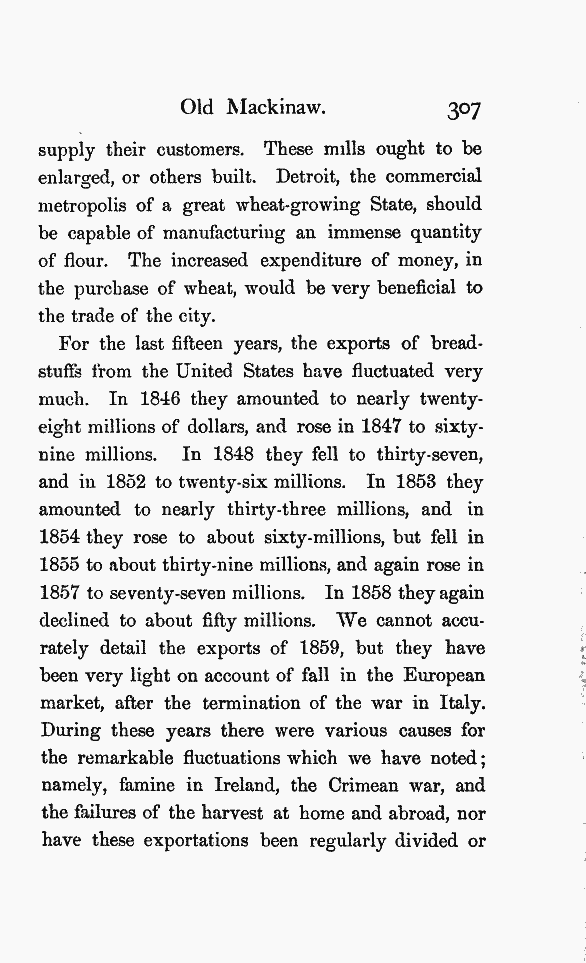 Old Mackinaw. 307
supply their customers. These mills ought to be
enlarged, or others built. Detroit, the commercial
metropolis of a great wheat-growing State, should
be capable of manufacturing an immense quantity
of flour. The increased expenditure of money, in
the purchase of wheat, would be very beneficial to
the trade of the city.
For the last fifteen years, the exports of bread-
stuffs from the United States have fluctuated very
much. In 1846 they amounted to nearly twenty-
eight millions of dollars, and rose in 1847 to sixty-
nine millions. In 1848 they fell to thirty-seven,
and in 1852 to twenty-six millions. In 1853 they
amounted to nearly thirty-three millions, and in
1854 they rose to about sixty-millions, but fell in
1855 to about thirty-nine millions, and again rose in
1857 to seventy-seven millions. In 1858 they again
declined to about fifty millions. We cannot accu-
rately detail the exports of 1859, but they have
been very light on account of fall in the European
market, after the termination of the war in Italy.
During these years there were various causes for
the remarkable fluctuations which we have noted;
namely, famine in Ireland, the Crimean war, and
the failures of the harvest at home and abroad, nor
have these exportations been regularly divided or